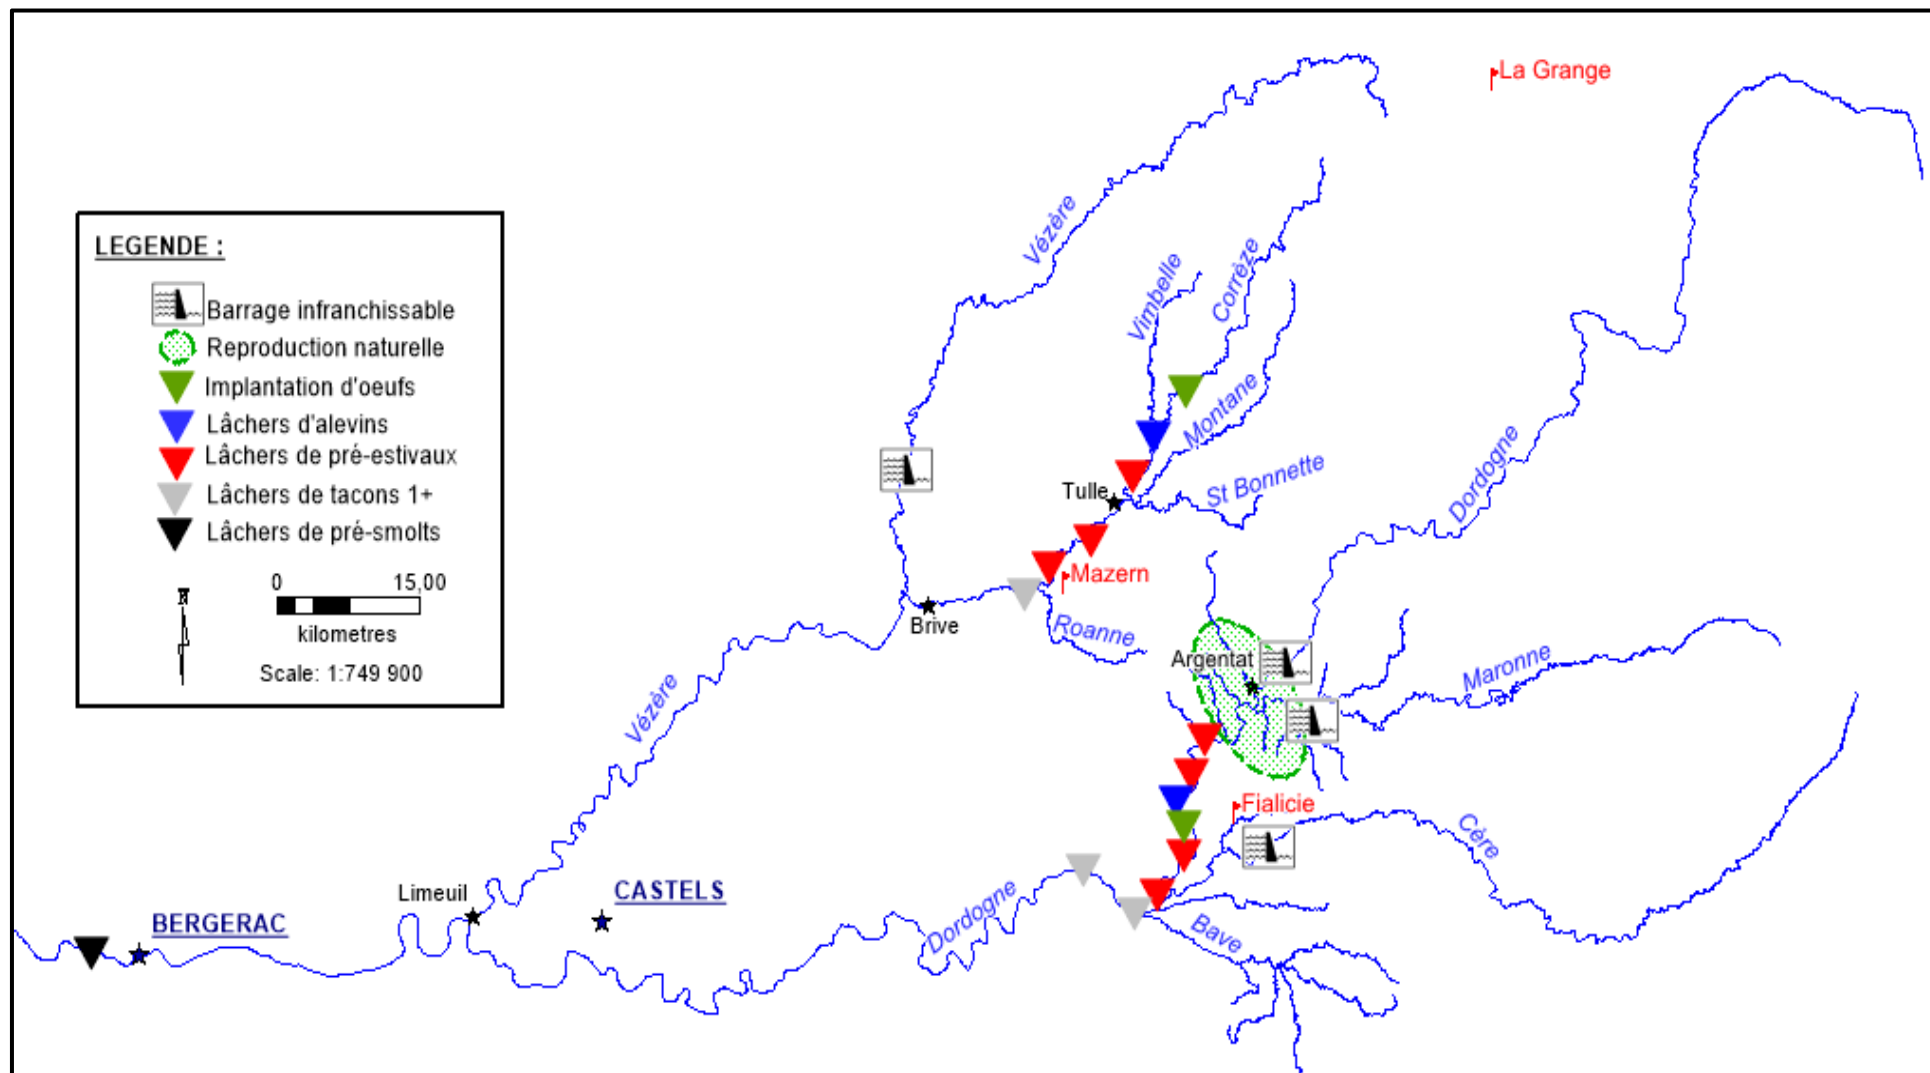 La Grange
Vézère
LEGENDE :
Barrage infranchissable
Reproduction naturelle
Implantation d'oeufs
Lâchers d'alevins
Lâchers de pré-estivaux
Lâchers de tacons 1+
Lâchers de pré-smolts
N
0 15,00
kilometres
Scale: 1:749 900
Vimbelle
Corrèze
Montane
St Bonnette
Tulle
Dordogne
Mazern
Brive
Roanne
Argentat
Maronne
Vézère
Fialicie
Cère
Limeuil
CASTELS
BERGERAC
Dordogne
Bave